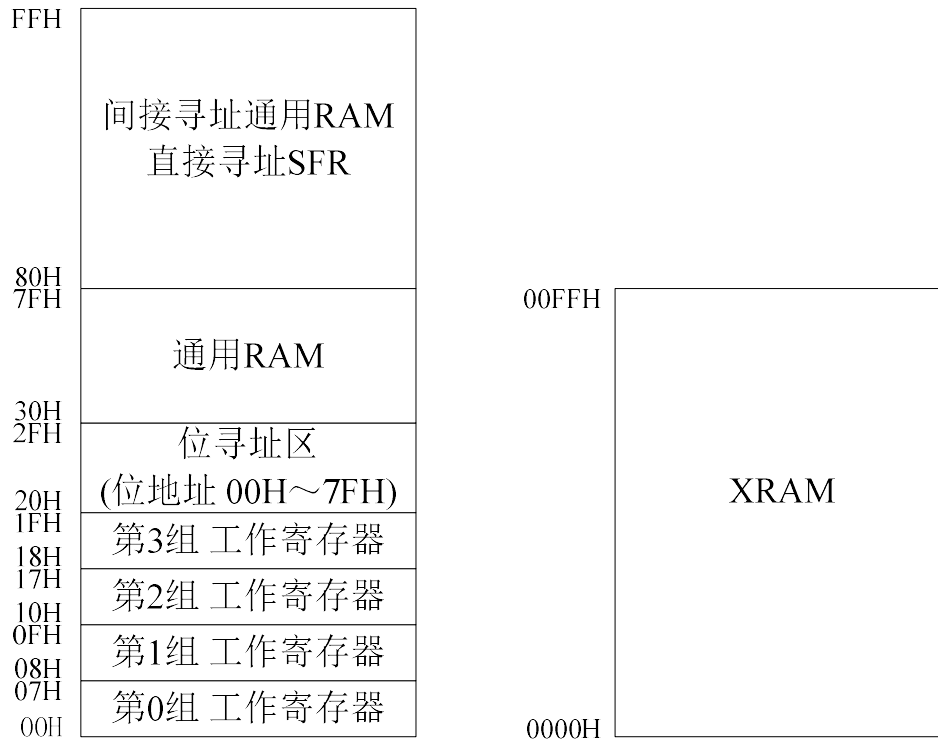 FFH
间接寻址通用RAM
直接寻址SFR
80H
7FH
通用RAM
30H
2FH
位寻址区
(位地址 00H～7FH)
20H
1FH
第3组 工作寄存器
18H
17H
第2组 工作寄存器
10H
0FH
第1组 工作寄存器
08H
07H
第0组 工作寄存器
00H
00FFH
XRAM
0000H